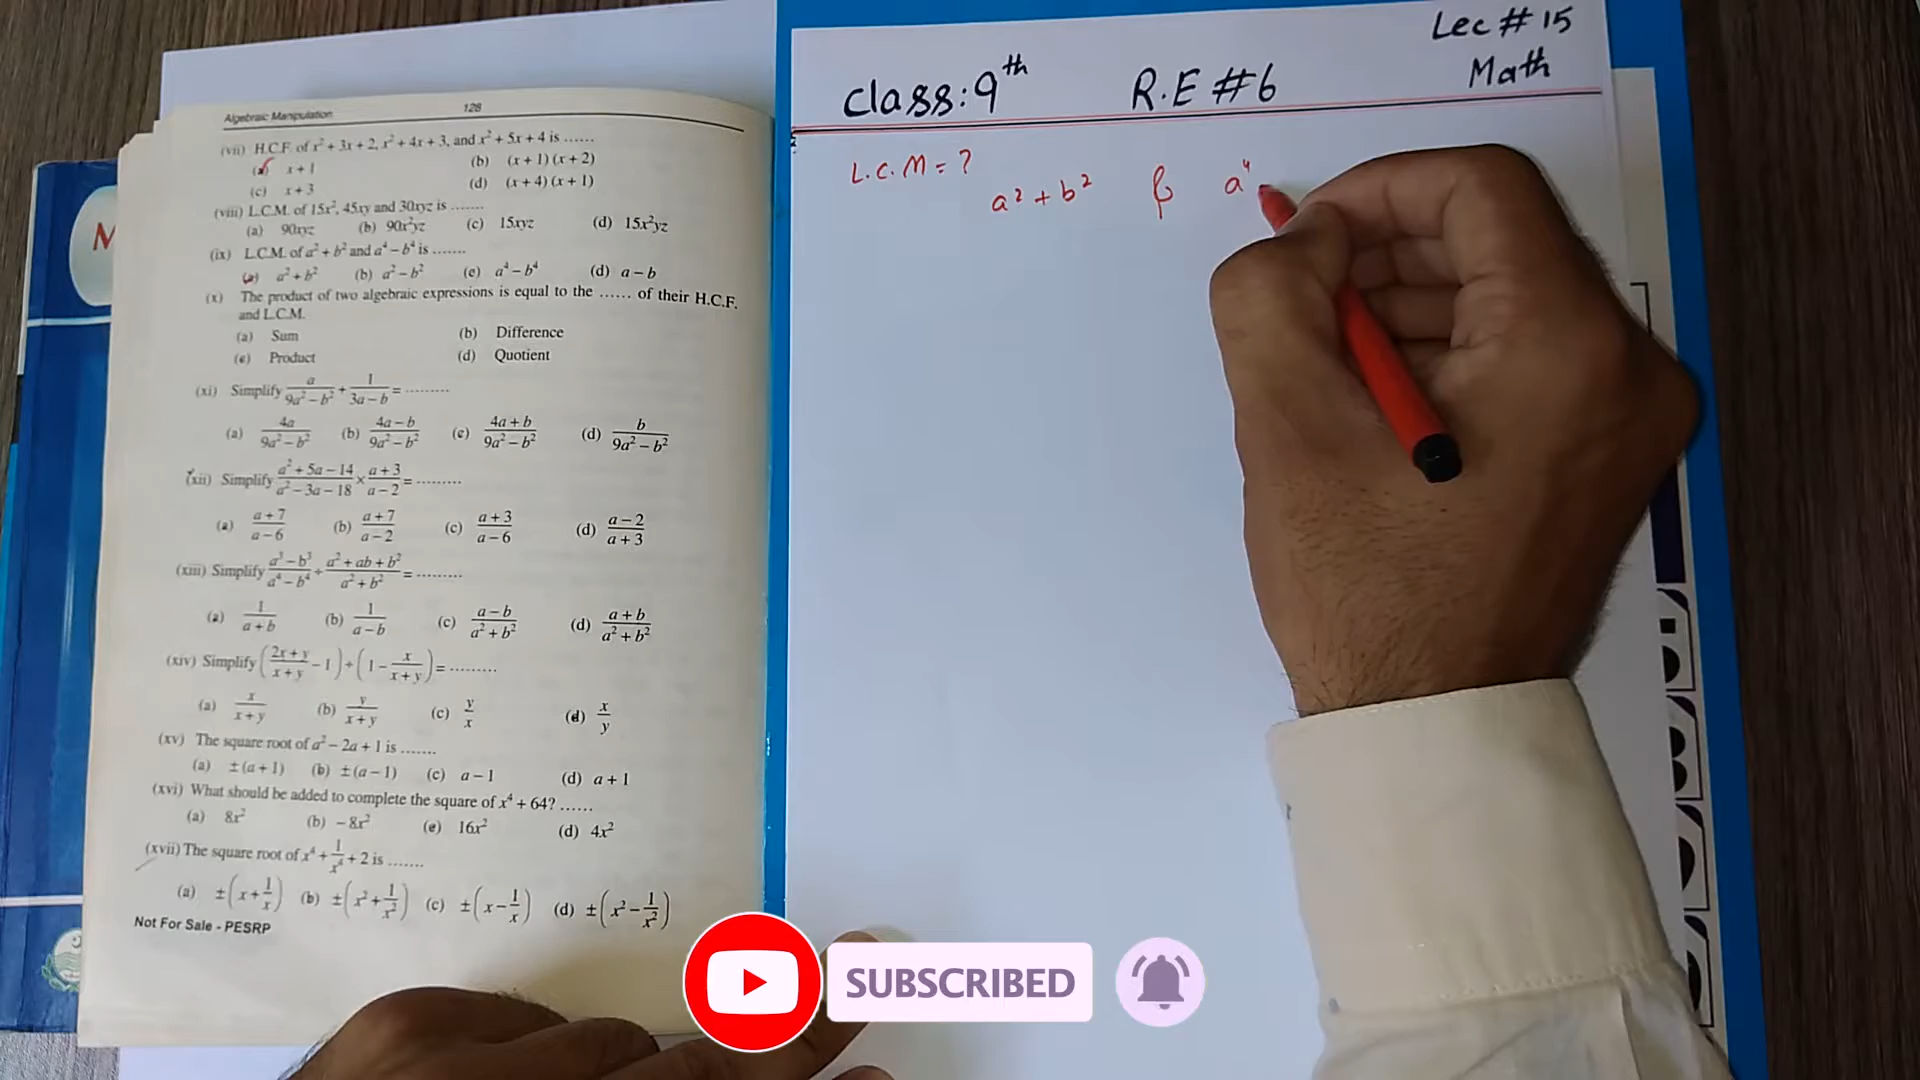 Algebraic Manipulation 128
(vii) H.C.F. of x² + 3x + 2, x² + 4x + 3, and x² + 5x + 4 is ......
(a) x + 1 (b) (x + 1) (x + 2)
(c) x + 3 (d) (x + 4) (x + 1)
(viii) L.C.M. of 15x², 45xy and 30xyz is .......
(a) 90xyz (b) 90x²yz (c) 15xyz (d) 15x²yz
(ix) L.C.M. of a² + b² and a⁴ – b⁴ is .......
(a) a² + b² (b) a² – b² (c) a⁴ – b⁴ (d) a – b
(x) The product of two algebraic expressions is equal to the ...... of their H.C.F.
and L.C.M.
(a) Sum (b) Difference
(c) Product (d) Quotient
(xi) Simplify a/(9a² – b²) + 1/(3a – b) = .........
(a) 4a/(9a² – b²) (b) (4a – b)/(9a² – b²) (c) (4a + b)/(9a² – b²) (d) b/(9a² – b²)
(xii) Simplify (a² + 5a – 14)/(a² – 3a – 18) × (a + 3)/(a – 2) = .........
(a) (a + 7)/(a – 6) (b) (a + 7)/(a – 2) (c) (a + 3)/(a – 6) (d) (a – 2)/(a + 3)
(xiii) Simplify (a³ – b³)/(a⁴ – b⁴) ÷ (a² + ab + b²)/(a² + b²) = .........
(a) 1/(a + b) (b) 1/(a – b) (c) (a – b)/(a² + b²) (d) (a + b)/(a² + b²)
(xiv) Simplify ((2x + y)/(x + y) – 1) ÷ (1 – x/(x + y)) = .........
(a) x/(x + y) (b) y/(x + y) (c) y/x (d) x/y
(xv) The square root of a² – 2a + 1 is .......
(a) ±(a + 1) (b) ±(a – 1) (c) a – 1 (d) a + 1
(xvi) What should be added to complete the square of x⁴ + 64? ......
(a) 8x² (b) – 8x² (c) 16x² (d) 4x²
(xvii) The square root of x⁴ + 1/x⁴ + 2 is .......
(a) ±(x + 1/x) (b) ±(x² + 1/x²) (c) ±(x – 1/x) (d) ±(x² – 1/x²)
Not For Sale - PESRP
Lec # 15
Class: 9th R.E #6 Math
L.C.M = ?
a² + b² & a⁴
SUBSCRIBED